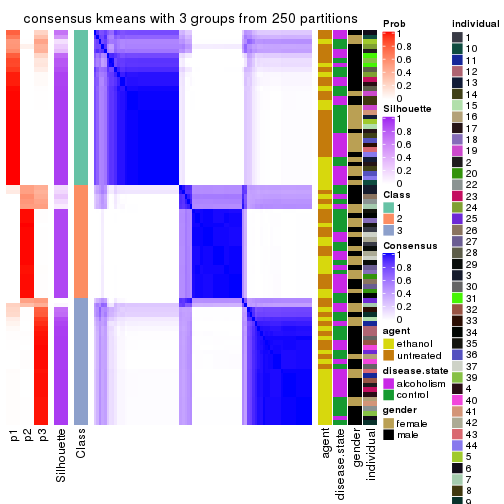 consensus kmeans with 3 groups from 250 partitions
p1
p2
p3
Silhouette
Class
agent
disease.state
gender
individual
Prob
0.8
0.6
0.4
0.2
0
Silhouette
1
0.8
0.6
0.4
0.2
0
Class
1
2
3
Consensus
1
0.8
0.6
0.4
0.2
0
agent
ethanol
untreated
disease.state
alcoholism
control
gender
female
male
individual
1
10
11
12
13
14
15
16
17
18
19
2
20
23
24
22
25
26
27
28
29
3
30
31
32
33
34
35
36
37
39
4
40
41
42
43
44
5
6
7
8
9